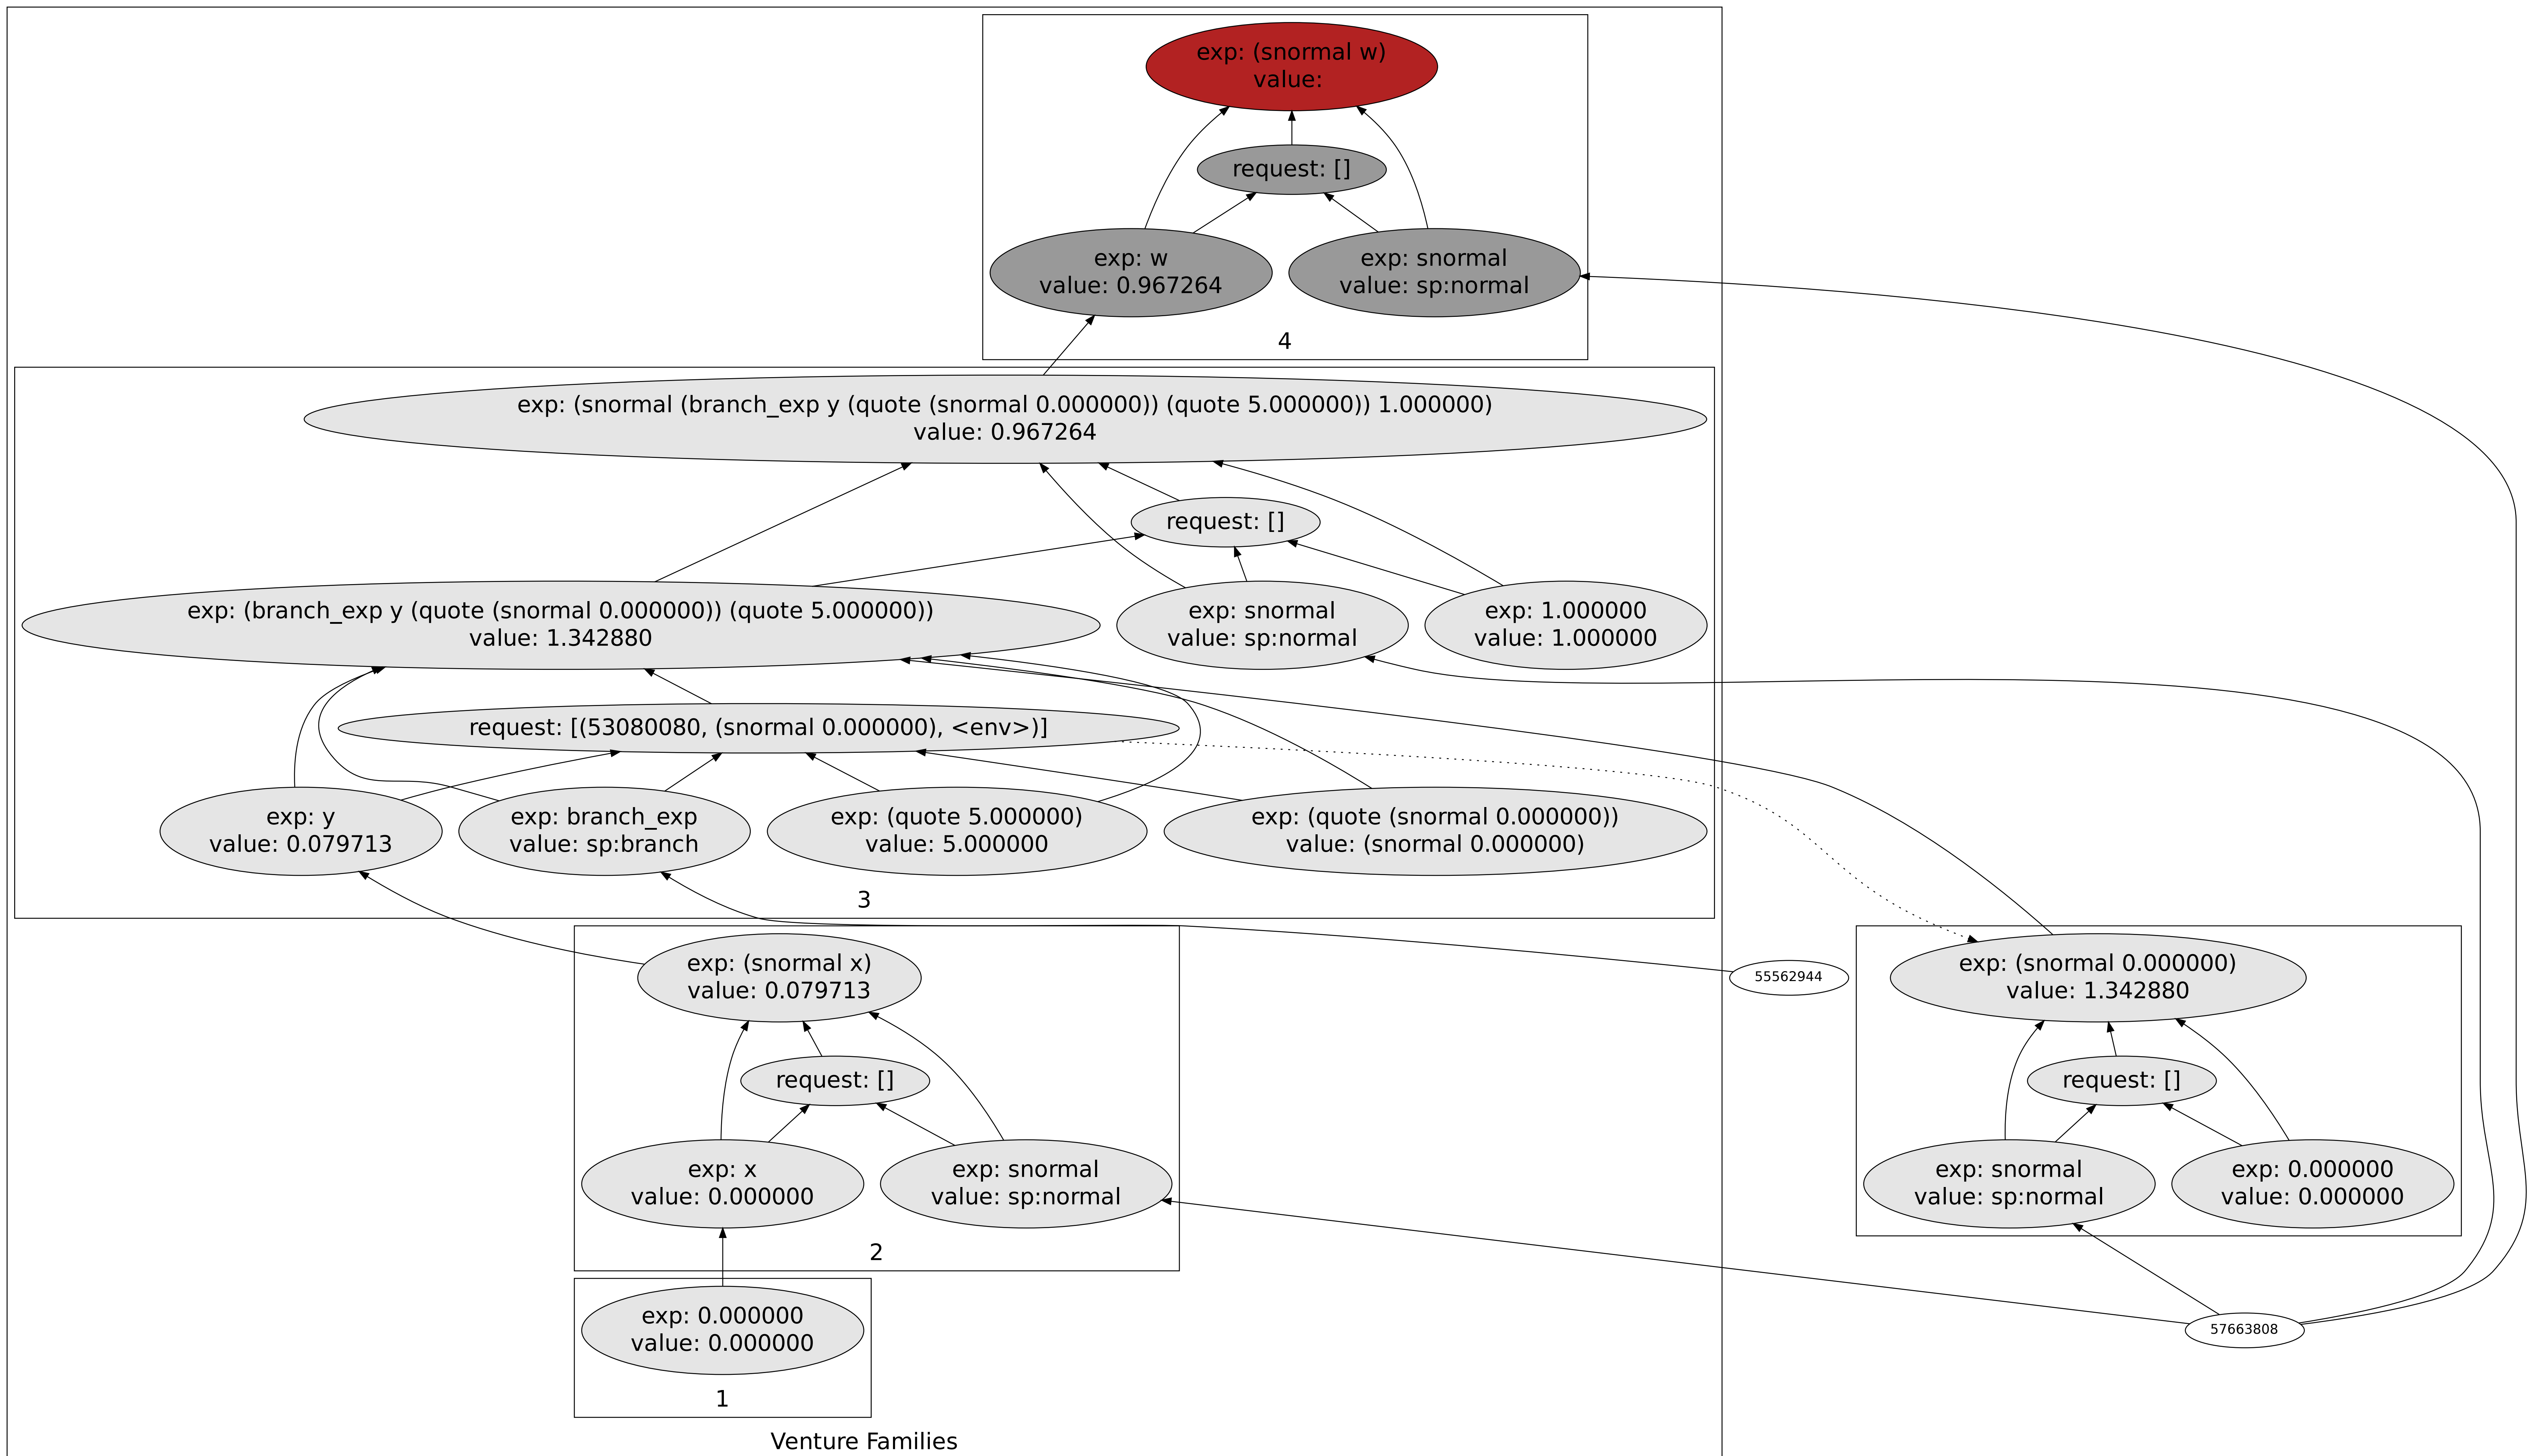 exp: (snormal w)
value:
request: []
exp: w
value: 0.967264
exp: snormal
value: sp:normal
4
exp: (snormal (branch_exp y (quote (snormal 0.000000)) (quote 5.000000)) 1.000000)
value: 0.967264
request: []
exp: (branch_exp y (quote (snormal 0.000000)) (quote 5.000000))
value: 1.342880
exp: snormal
value: sp:normal
exp: 1.000000
value: 1.000000
request: [(53080080, (snormal 0.000000), <env>)]
exp: y
value: 0.079713
exp: branch_exp
value: sp:branch
exp: (quote 5.000000)
value: 5.000000
exp: (quote (snormal 0.000000))
value: (snormal 0.000000)
3
exp: (snormal x)
value: 0.079713
55562944
exp: (snormal 0.000000)
value: 1.342880
request: []
request: []
exp: x
value: 0.000000
exp: snormal
value: sp:normal
exp: snormal
value: sp:normal
exp: 0.000000
value: 0.000000
2
exp: 0.000000
value: 0.000000
57663808
1
Venture Families